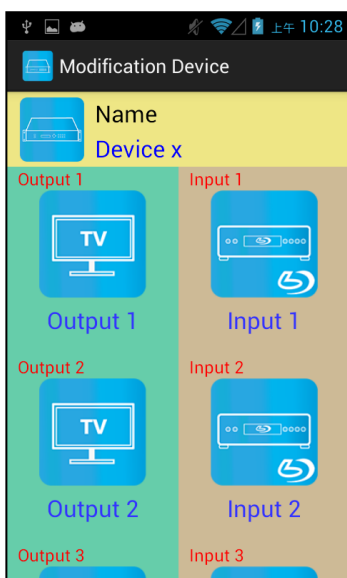 上午 10:28
Modification Device
Name
Device x
Output 1
Input 1
TV
Output 1
Input 1
Output 2
Input 2
TV
Output 2
Input 2
Output 3
Input 3